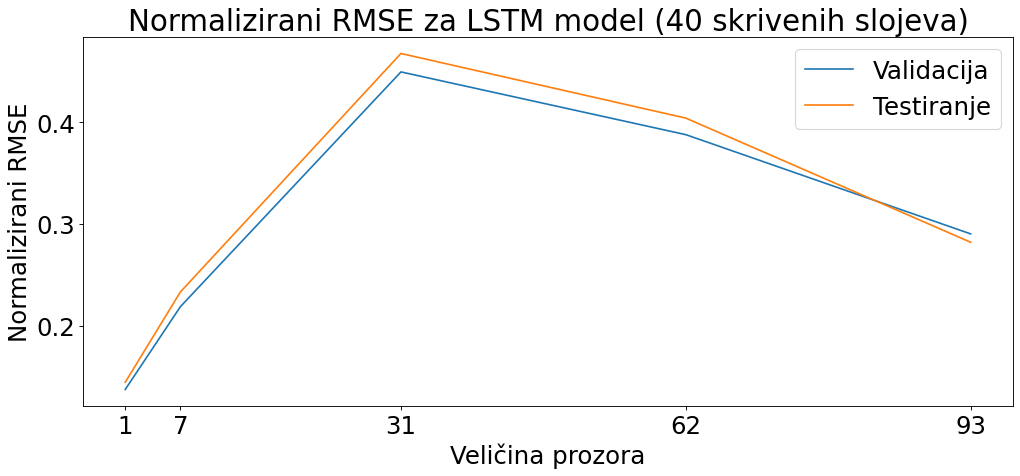 Normalizirani RMSE za LSTM model (40 skrivenih slojeva)
Validacija
Testiranje
Normalizirani RMSE
0.4
0.3
0.2
1 7 31 62 93
Veličina prozora